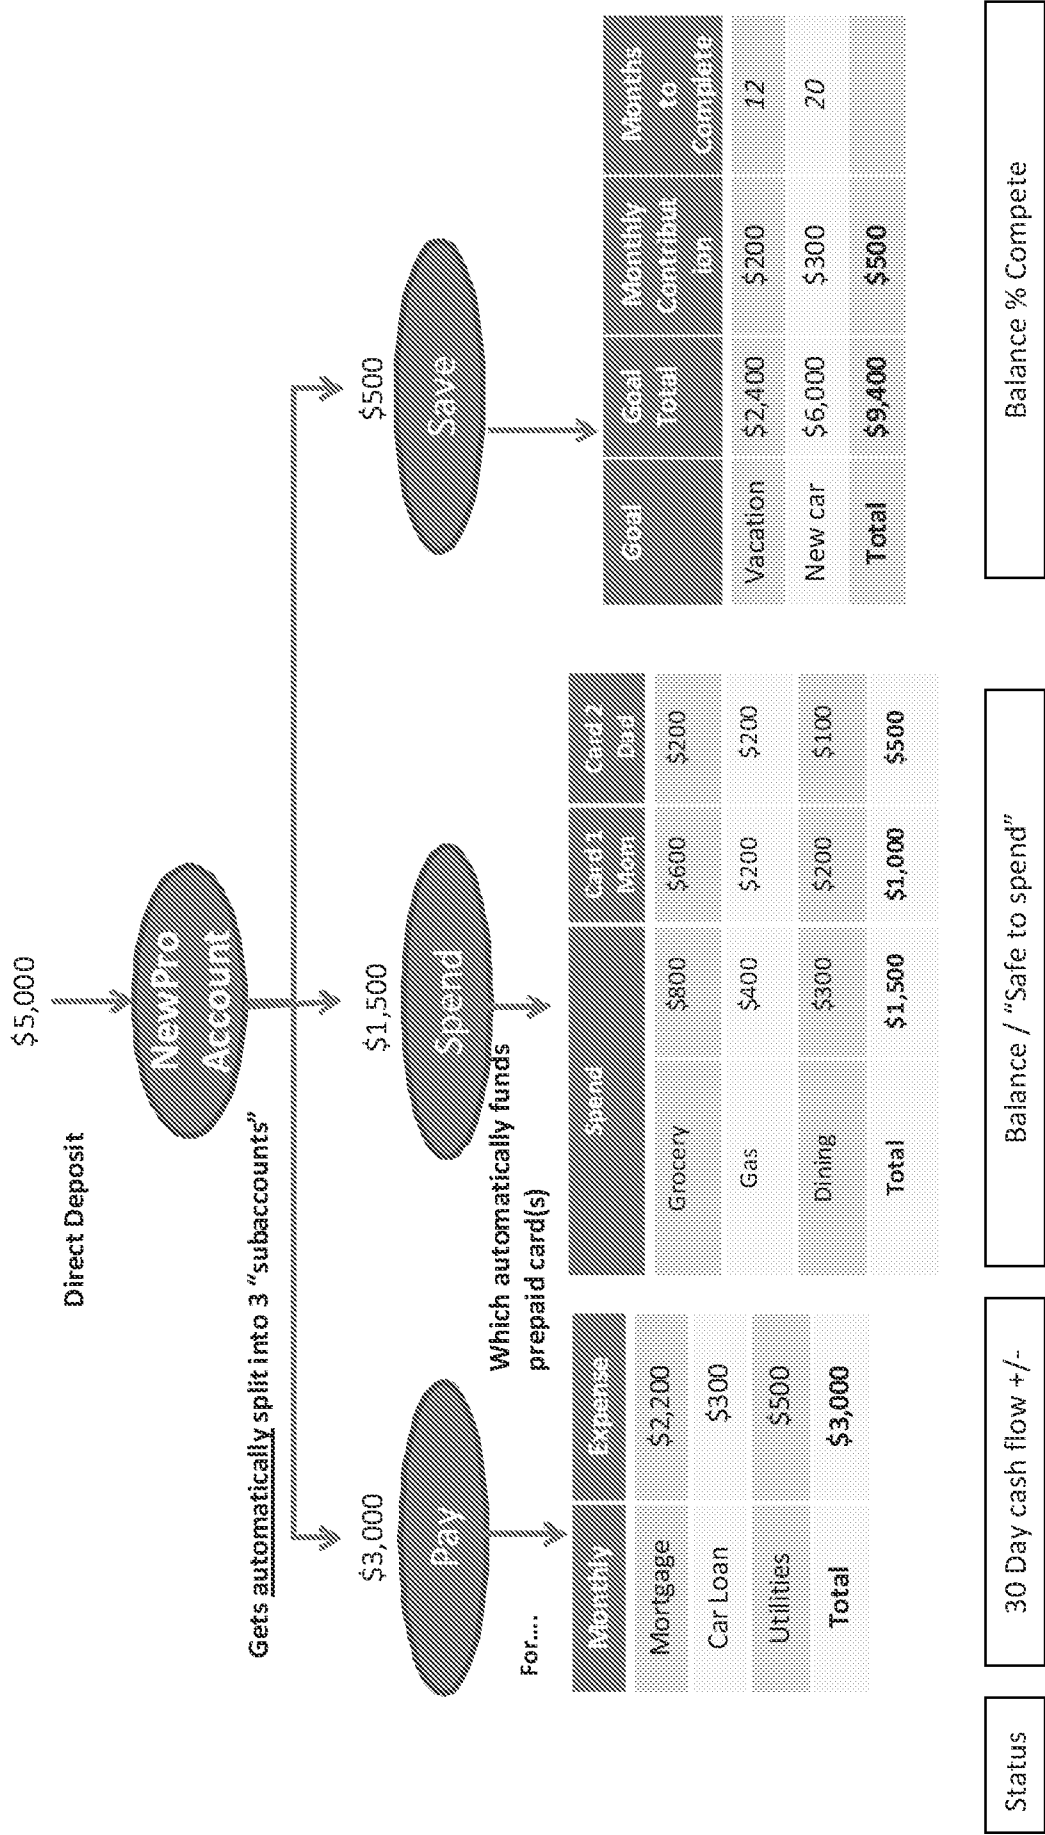 $5,000
Direct Deposit
NewPro
Account
Gets automatically split into 3 “subaccounts”
$3,000
$1,500
$500
Pay
Spend
Save
For....
Which automatically funds
prepaid card(s)
Monthly Expense
Mortgage $2,200
Car Loan $300
Utilities $500
Total $3,000
Spend
Card 1
Mom
Card 2
Dad
Grocery $800 $600 $200
Gas $400 $200 $200
Dining $300 $200 $100
Total $1,500 $1,000 $500
Goal
Goal
Total
Monthly
Contribut
ion
Months
to
Complete
Vacation $2,400 $200 12
New car $6,000 $300 20
Total $9,400 $500
Status
30 Day cash flow +/-
Balance / “Safe to spend”
Balance % Compete